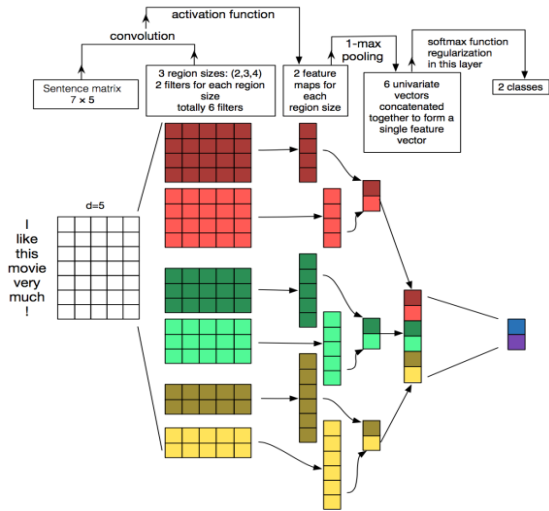 activation function
convolution
1-max
pooling
softmax function
regularization
in this layer
Sentence matrix
7 × 5
3 region sizes: (2,3,4)
2 filters for each region
size
totally 6 filters
2 feature
maps for
each
region size
6 univariate
vectors
concatenated
together to form a
single feature
vector
2 classes
d=5
I
like
this
movie
very
much
!